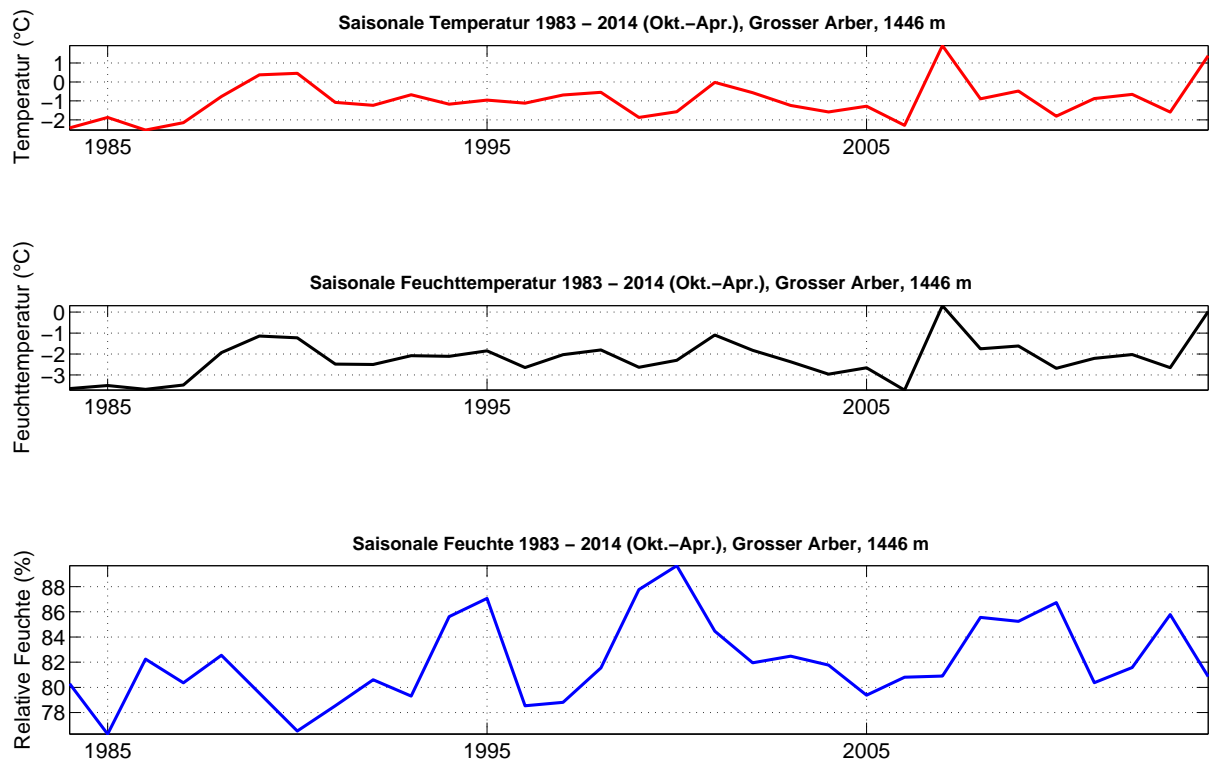 Saisonale Temperatur 1983 − 2014 (Okt.−Apr.), Grosser Arber, 1446 m
Temperatur (°C)
1
0
−1
−2
1985 1995 2005
Saisonale Feuchttemperatur 1983 − 2014 (Okt.−Apr.), Grosser Arber, 1446 m
Feuchttemperatur (°C)
0
−1
−2
−3
1985 1995 2005
Saisonale Feuchte 1983 − 2014 (Okt.−Apr.), Grosser Arber, 1446 m
Relative Feuchte (%)
88
86
84
82
80
78
1985 1995 2005